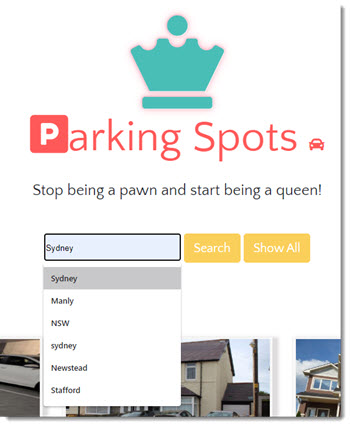 Parking Spots
Stop being a pawn and start being a queen!
Sydney Search Show All
Sydney
Manly
NSW
sydney
Newstead
Stafford